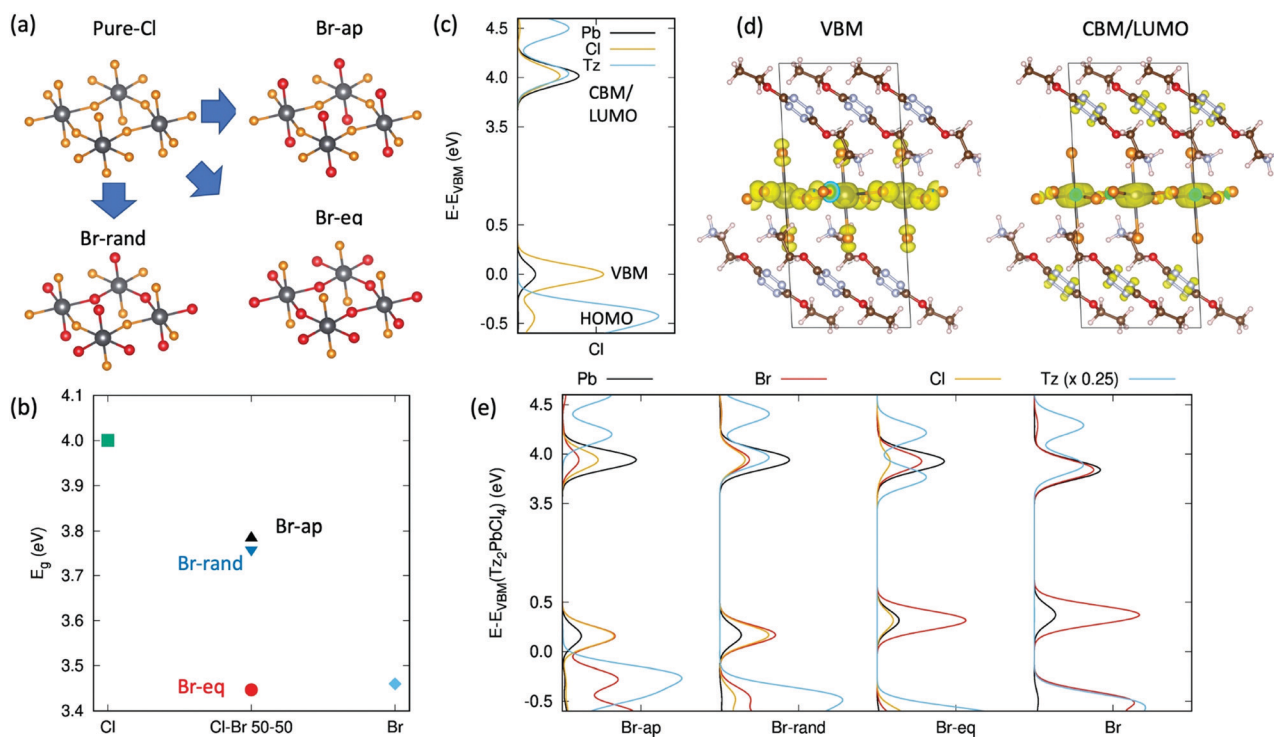 (a)
Pure-Cl
Br-ap
Br-rand
Br-eq
(b)
4.1
4.0
3.9
3.8
3.7
3.6
3.5
3.4
E_g (eV)
Br-ap
Br-rand
Br-eq
Cl
Cl-Br 50-50
Br
(c)
4.5
4.0
3.5
0.5
0.0
-0.5
E-E_VBM (eV)
Pb
Cl
Tz
CBM/
LUMO
VBM
HOMO
Cl
(d)
VBM
CBM/LUMO
(e)
Pb
Br
Cl
Tz (x 0.25)
4.5
4.0
3.5
0.5
0.0
-0.5
E-E_VBM(Tz₂PbCl₄) (eV)
Br-ap
Br-rand
Br-eq
Br